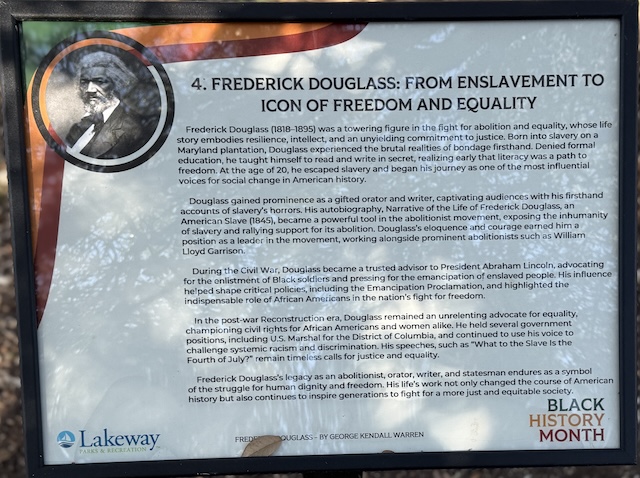 4. FREDERICK DOUGLASS: FROM ENSLAVEMENT TO
ICON OF FREEDOM AND EQUALITY
Frederick Douglass (1818–1895) was a towering figure in the fight for abolition and equality, whose life
story embodies resilience, intellect, and an unyielding commitment to justice. Born into slavery on a
Maryland plantation, Douglass experienced the brutal realities of bondage firsthand. Denied formal
education, he taught himself to read and write in secret, realizing early that literacy was a path to
freedom. At the age of 20, he escaped slavery and began his journey as one of the most influential
voices for social change in American history.
Douglass gained prominence as a gifted orator and writer, captivating audiences with his firsthand
accounts of slavery's horrors. His autobiography, Narrative of the Life of Frederick Douglass, an
American Slave (1845), became a powerful tool in the abolitionist movement, exposing the inhumanity
of slavery and rallying support for its abolition. Douglass's eloquence and courage earned him a
position as a leader in the movement, working alongside prominent abolitionists such as William
Lloyd Garrison.
During the Civil War, Douglass became a trusted advisor to President Abraham Lincoln, advocating
for the enlistment of Black soldiers and pressing for the emancipation of enslaved people. His influence
helped shape critical policies, including the Emancipation Proclamation, and highlighted the
indispensable role of African Americans in the nation's fight for freedom.
In the post-war Reconstruction era, Douglass remained an unrelenting advocate for equality,
championing civil rights for African Americans and women alike. He held several government
positions, including U.S. Marshal for the District of Columbia, and continued to use his voice to
challenge systemic racism and discrimination. His speeches, such as "What to the Slave Is the
Fourth of July?" remain timeless calls for justice and equality.
Frederick Douglass's legacy as an abolitionist, orator, writer, and statesman endures as a symbol
of the struggle for human dignity and freedom. His life's work not only changed the course of American
history but also continues to inspire generations to fight for a more just and equitable society.
Lakeway
PARKS & RECREATION
DOUGLASS - BY GEORGE KENDALL WARREN
BLACK
HISTORY
MONTH